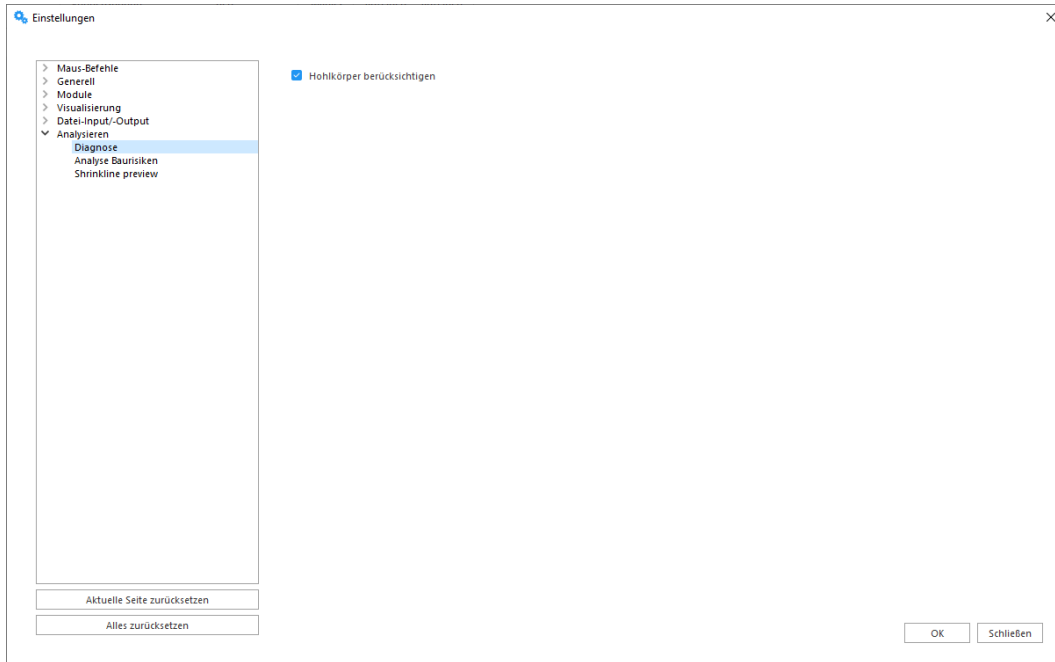 Einstellungen
Maus-Befehle
Generell
Module
Visualisierung
Datei-Input/-Output
Analysieren
Diagnose
Analyse Baurisiken
Shrinkline preview
Hohlkörper berücksichtigen
Aktuelle Seite zurücksetzen
Alles zurücksetzen
OK
Schließen